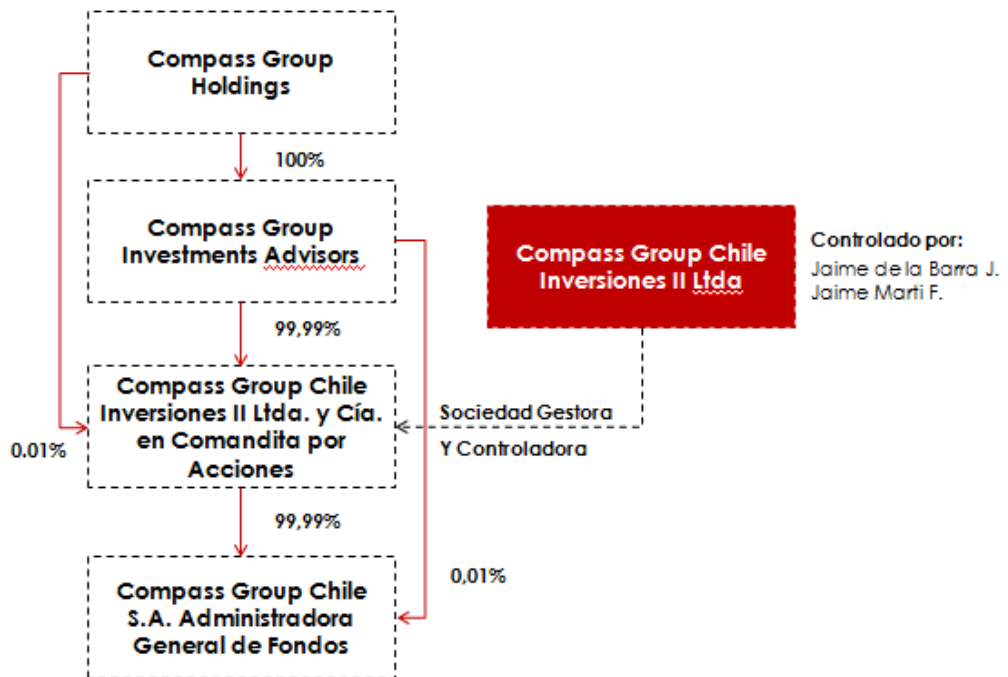 Compass Group
Holdings
100%
Compass Group
Investments Advisors
Compass Group Chile
Inversiones II Ltda
Controlado por:
Jaime de la Barra J.
Jaime Marti F.
99,99%
Compass Group Chile
Inversiones II Ltda. y Cía.
en Comandita por
Acciones
0.01%
Sociedad Gestora
Y Controladora
99,99%
0,01%
Compass Group Chile
S.A. Administradora
General de Fondos